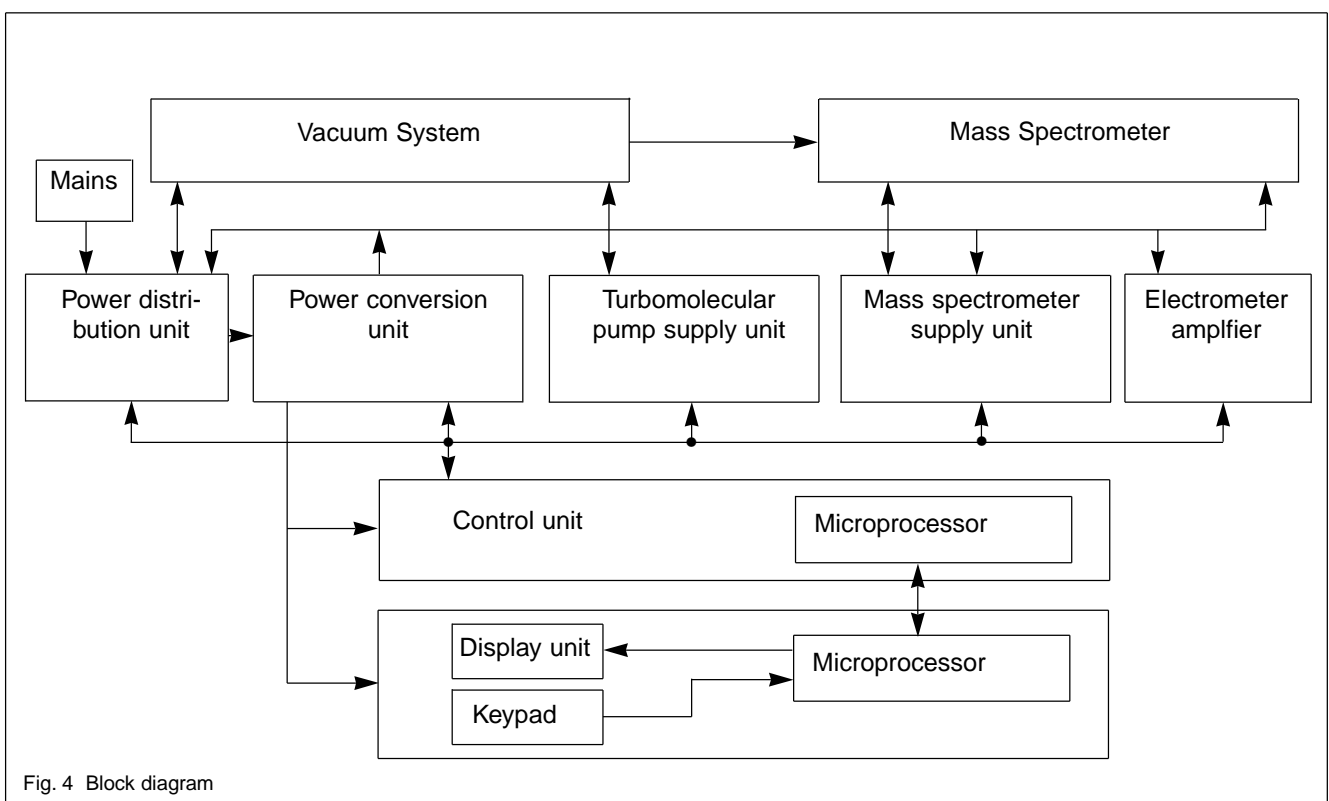 Vacuum System
Mass Spectrometer
Mains
Power distri-
bution unit
Power conversion
unit
Turbomolecular
pump supply unit
Mass spectrometer
supply unit
Electrometer
amplfier
Control unit
Microprocessor
Display unit
Microprocessor
Keypad
Fig. 4 Block diagram